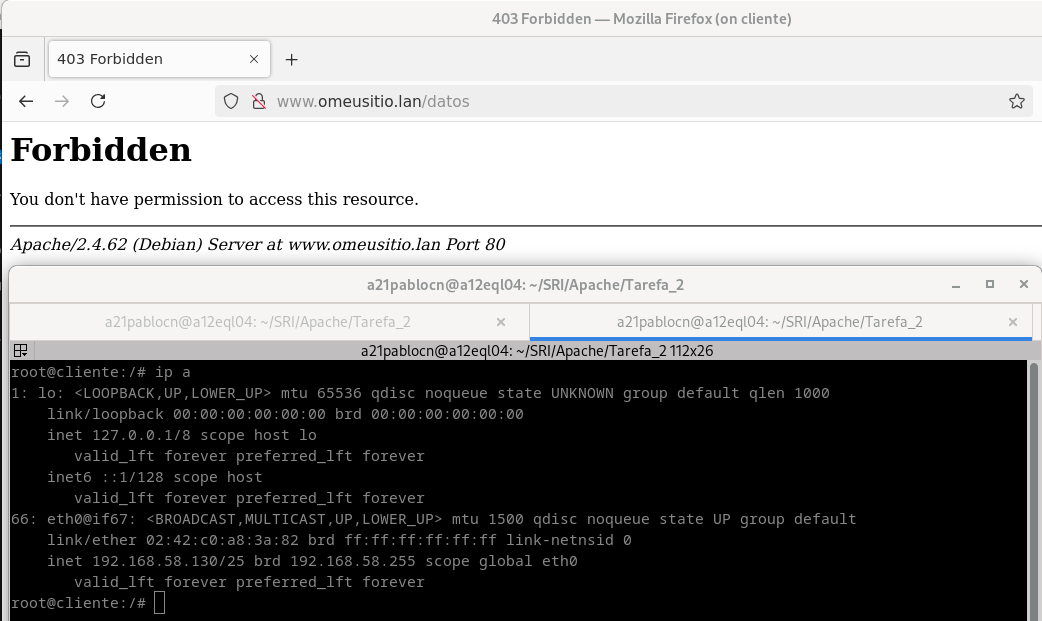 403 Forbidden — Mozilla Firefox (on cliente)
403 Forbidden
www.omeusitio.lan/datos
Forbidden
You don't have permission to access this resource.
Apache/2.4.62 (Debian) Server at www.omeusitio.lan Port 80
a21pablocn@a12eql04: ~/SRI/Apache/Tarefa_2
a21pablocn@a12eql04: ~/SRI/Apache/Tarefa_2 a21pablocn@a12eql04: ~/SRI/Apache/Tarefa_2
a21pablocn@a12eql04: ~/SRI/Apache/Tarefa_2 112x26
root@cliente:/# ip a
1: lo: <LOOPBACK,UP,LOWER_UP> mtu 65536 qdisc noqueue state UNKNOWN group default qlen 1000
    link/loopback 00:00:00:00:00:00 brd 00:00:00:00:00:00
    inet 127.0.0.1/8 scope host lo
       valid_lft forever preferred_lft forever
    inet6 ::1/128 scope host
       valid_lft forever preferred_lft forever
66: eth0@if67: <BROADCAST,MULTICAST,UP,LOWER_UP> mtu 1500 qdisc noqueue state UP group default
    link/ether 02:42:c0:a8:3a:82 brd ff:ff:ff:ff:ff:ff link-netnsid 0
    inet 192.168.58.130/25 brd 192.168.58.255 scope global eth0
       valid_lft forever preferred_lft forever
root@cliente:/#